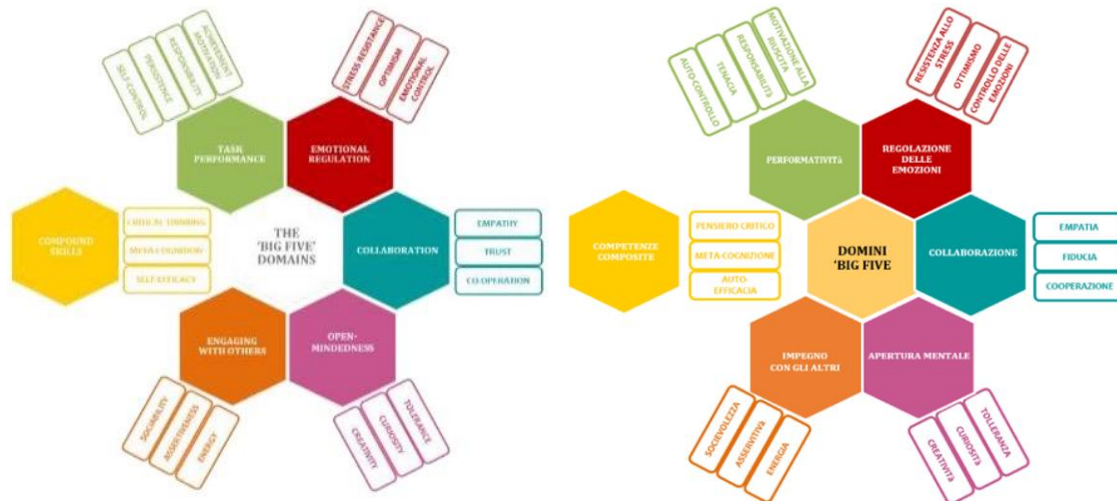 ACHIEVEMENT
MOTIVATION
RESPONSIBILITY
PERSISTENCE
SELF-CONTROL
STRESS RESISTANCE
OPTIMISM
EMOTIONAL
CONTROL
TASK
PERFORMANCE
EMOTIONAL
REGULATION
COMPOUND
SKILLS
CRITICAL THINKING
META-COGNITION
SELF-EFFICACY
THE
'BIG FIVE'
DOMAINS
COLLABORATION
EMPATHY
TRUST
CO-OPERATION
ENGAGING
WITH OTHERS
OPEN-
MINDEDNESS
SOCIABILITY
ASSERTIVENESS
ENERGY
TOLERANCE
CURIOSITY
CREATIVITY
MOTIVAZIONE ALLA
RIUSCITA
RESPONSABILITÀ
TENACIA
AUTO-CONTROLLO
RESISTENZA ALLO
STRESS
OTTIMISMO
CONTROLLO DELLE
EMOZIONI
PERFORMATIVITà
REGOLAZIONE
DELLE
EMOZIONI
COMPETENZE
COMPOSITE
PENSIERO CRITICO
META-COGNIZIONE
AUTO-
EFFICACIA
DOMINI
'BIG FIVE
COLLABORAZIONE
EMPATIA
FIDUCIA
COOPERAZIONE
IMPEGNO
CON GLI ALTRI
APERTURA MENTALE
SOCIEVOLEZZA
ASSERVITIVà
ENERGIA
TOLLERANZA
CURIOSITà
CREATIVITà